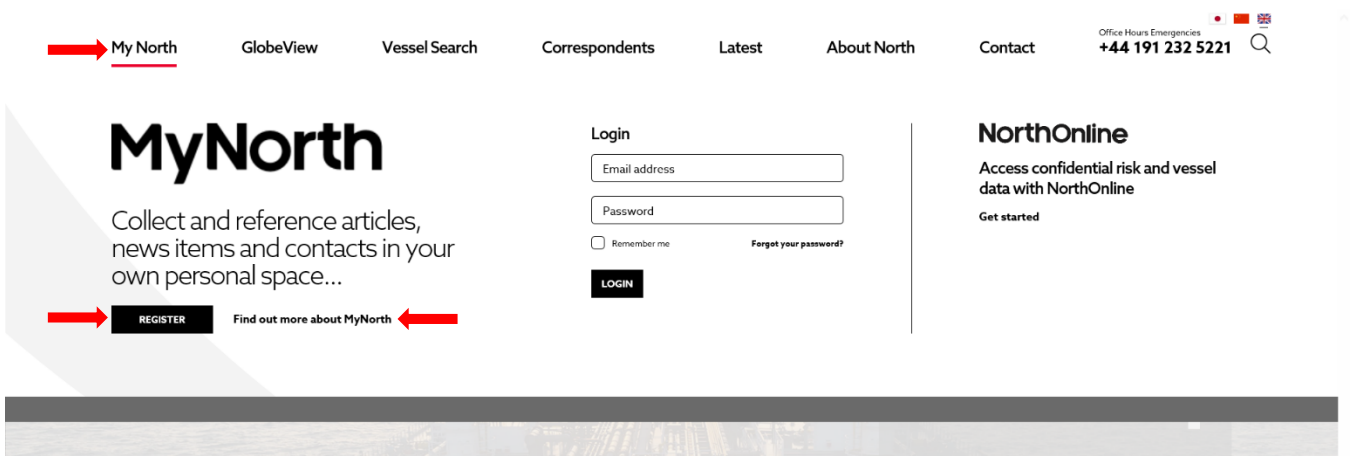 My North
GlobeView
Vessel Search
Correspondents
Latest
About North
Contact
Office Hours Emergencies
+44 191 232 5221
MyNorth
Collect and reference articles,
news items and contacts in your
own personal space...
REGISTER
Find out more about MyNorth
Login
Email address
Password
Remember me
Forgot your password?
LOGIN
NorthOnline
Access confidential risk and vessel
data with NorthOnline
Get started